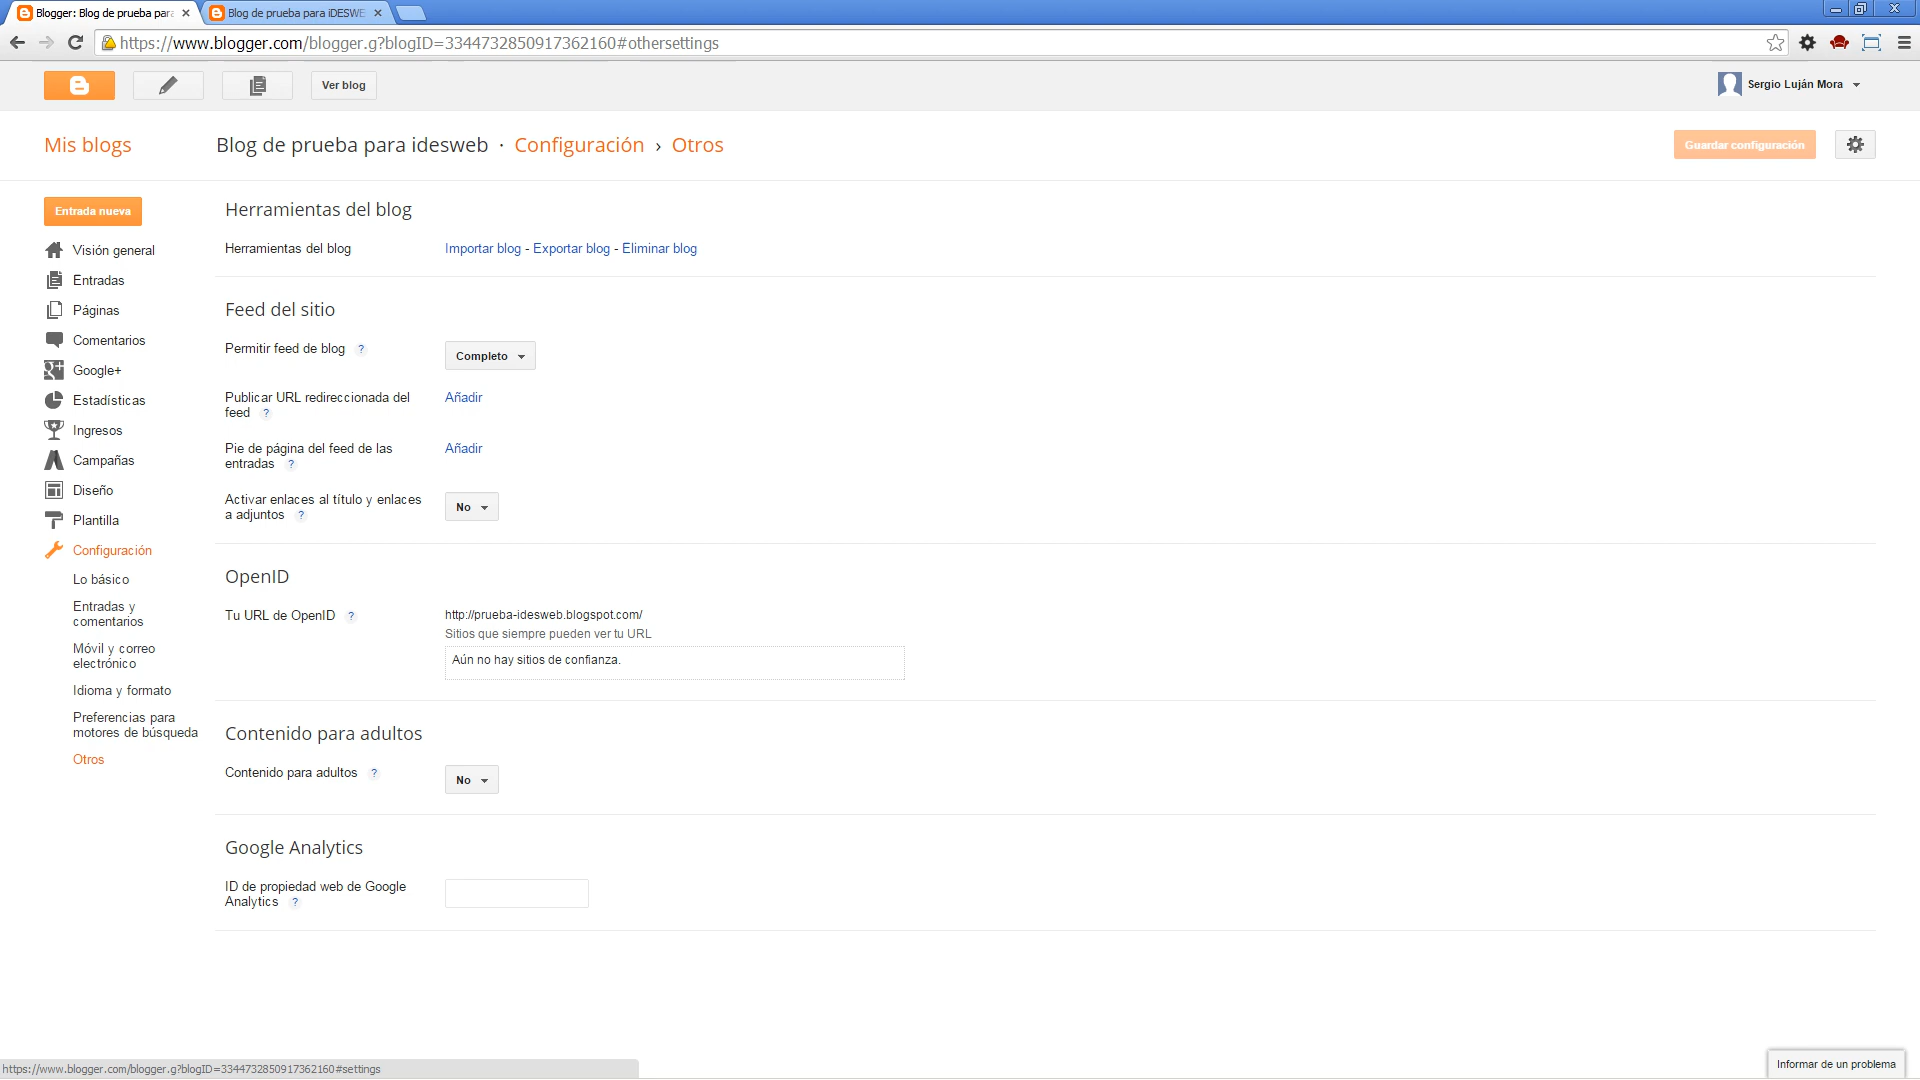 Blogger: Blog de prueba para
Blog de prueba para iDESWE
https://www.blogger.com/blogger.g?blogID=3344732850917362160#othersettings
Ver blog
Sergio Luján Mora
Mis blogs
Blog de prueba para idesweb · Configuración › Otros
Guardar configuración
Entrada nueva
Visión general
Entradas
Páginas
Comentarios
Google+
Estadísticas
Ingresos
Campañas
Diseño
Plantilla
Configuración
Lo básico
Entradas y
comentarios
Móvil y correo
electrónico
Idioma y formato
Preferencias para
motores de búsqueda
Otros
Herramientas del blog
Herramientas del blog
Importar blog - Exportar blog - Eliminar blog
Feed del sitio
Permitir feed de blog ?
Completo
Publicar URL redireccionada del
feed ?
Añadir
Pie de página del feed de las
entradas ?
Añadir
Activar enlaces al título y enlaces
a adjuntos ?
No
OpenID
Tu URL de OpenID ?
http://prueba-idesweb.blogspot.com/
Sitios que siempre pueden ver tu URL
Aún no hay sitios de confianza.
Contenido para adultos
Contenido para adultos ?
No
Google Analytics
ID de propiedad web de Google
Analytics ?
https://www.blogger.com/blogger.g?blogID=3344732850917362160#settings
Informar de un problema